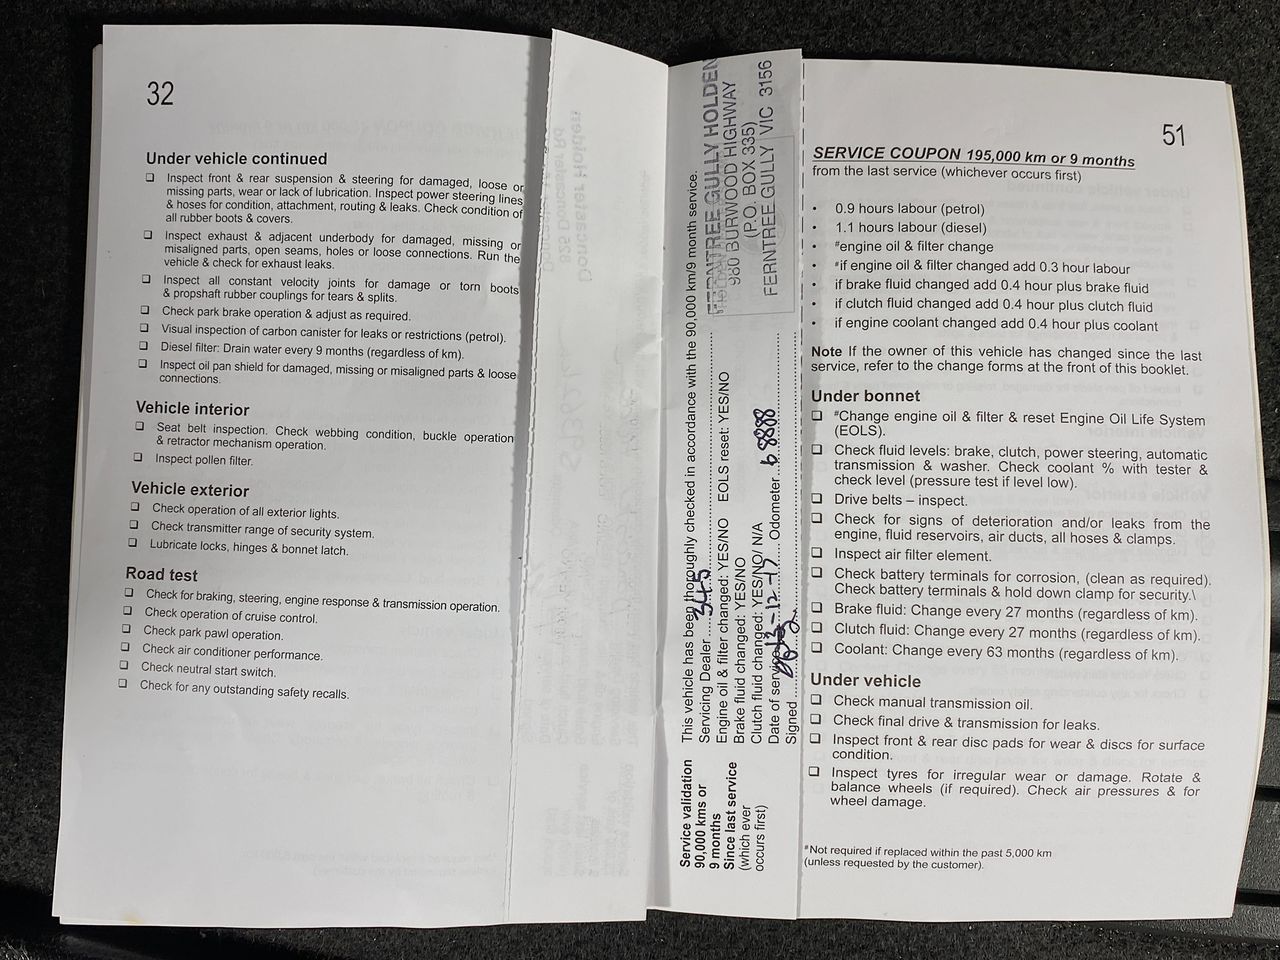 32
Under vehicle continued
❑ Inspect front & rear suspension & steering for damaged, loose or
missing parts, wear or lack of lubrication. Inspect power steering lines
& hoses for condition, attachment, routing & leaks. Check condition of
all rubber boots & covers.
❑ Inspect exhaust & adjacent underbody for damaged, missing or
misaligned parts, open seams, holes or loose connections. Run the
vehicle & check for exhaust leaks.
❑ Inspect all constant velocity joints for damage or torn boots
& propshaft rubber couplings for tears & splits.
❑ Check park brake operation & adjust as required.
❑ Visual inspection of carbon canister for leaks or restrictions (petrol).
❑ Diesel filter: Drain water every 9 months (regardless of km).
❑ Inspect oil pan shield for damaged, missing or misaligned parts & loose
connections.
Vehicle interior
❑ Seat belt inspection. Check webbing condition, buckle operation
& retractor mechanism operation.
❑ Inspect pollen filter.
Vehicle exterior
❑ Check operation of all exterior lights.
❑ Check transmitter range of security system.
❑ Lubricate locks, hinges & bonnet latch.
Road test
❑ Check for braking, steering, engine response & transmission operation.
❑ Check operation of cruise control.
❑ Check park pawl operation.
❑ Check air conditioner performance.
❑ Check neutral start switch.
❑ Check for any outstanding safety recalls.
Service validation
90,000 kms or
9 months
Since last service
(which ever
occurs first)
This vehicle has been thoroughly checked in accordance with the 90,000 km/9 month service.
Servicing Dealer 345
Engine oil & filter changed: YES/NO EOLS reset: YES/NO
Brake fluid changed: YES/NO
Clutch fluid changed: YES/NO/ N/A
Date of service -12-17 Odometer 68888
Signed
FERNTREE GULLY HOLDEN
980 BURWOOD HIGHWAY
(P.O. BOX 335)
FERNTREE GULLY VIC 3156
51
SERVICE COUPON 195,000 km or 9 months
from the last service (whichever occurs first)
• 0.9 hours labour (petrol)
• 1.1 hours labour (diesel)
• #engine oil & filter change
• #if engine oil & filter changed add 0.3 hour labour
• if brake fluid changed add 0.4 hour plus brake fluid
• if clutch fluid changed add 0.4 hour plus clutch fluid
• if engine coolant changed add 0.4 hour plus coolant
Note If the owner of this vehicle has changed since the last
service, refer to the change forms at the front of this booklet.
Under bonnet
❑ #Change engine oil & filter & reset Engine Oil Life System
(EOLS).
❑ Check fluid levels: brake, clutch, power steering, automatic
transmission & washer. Check coolant % with tester &
check level (pressure test if level low).
❑ Drive belts – inspect.
❑ Check for signs of deterioration and/or leaks from the
engine, fluid reservoirs, air ducts, all hoses & clamps.
❑ Inspect air filter element.
❑ Check battery terminals for corrosion, (clean as required).
Check battery terminals & hold down clamp for security.\
❑ Brake fluid: Change every 27 months (regardless of km).
❑ Clutch fluid: Change every 27 months (regardless of km).
❑ Coolant: Change every 63 months (regardless of km).
Under vehicle
❑ Check manual transmission oil.
❑ Check final drive & transmission for leaks.
❑ Inspect front & rear disc pads for wear & discs for surface
condition.
❑ Inspect tyres for irregular wear or damage. Rotate &
balance wheels (if required). Check air pressures & for
wheel damage.
#Not required if replaced within the past 5,000 km
(unless requested by the customer).